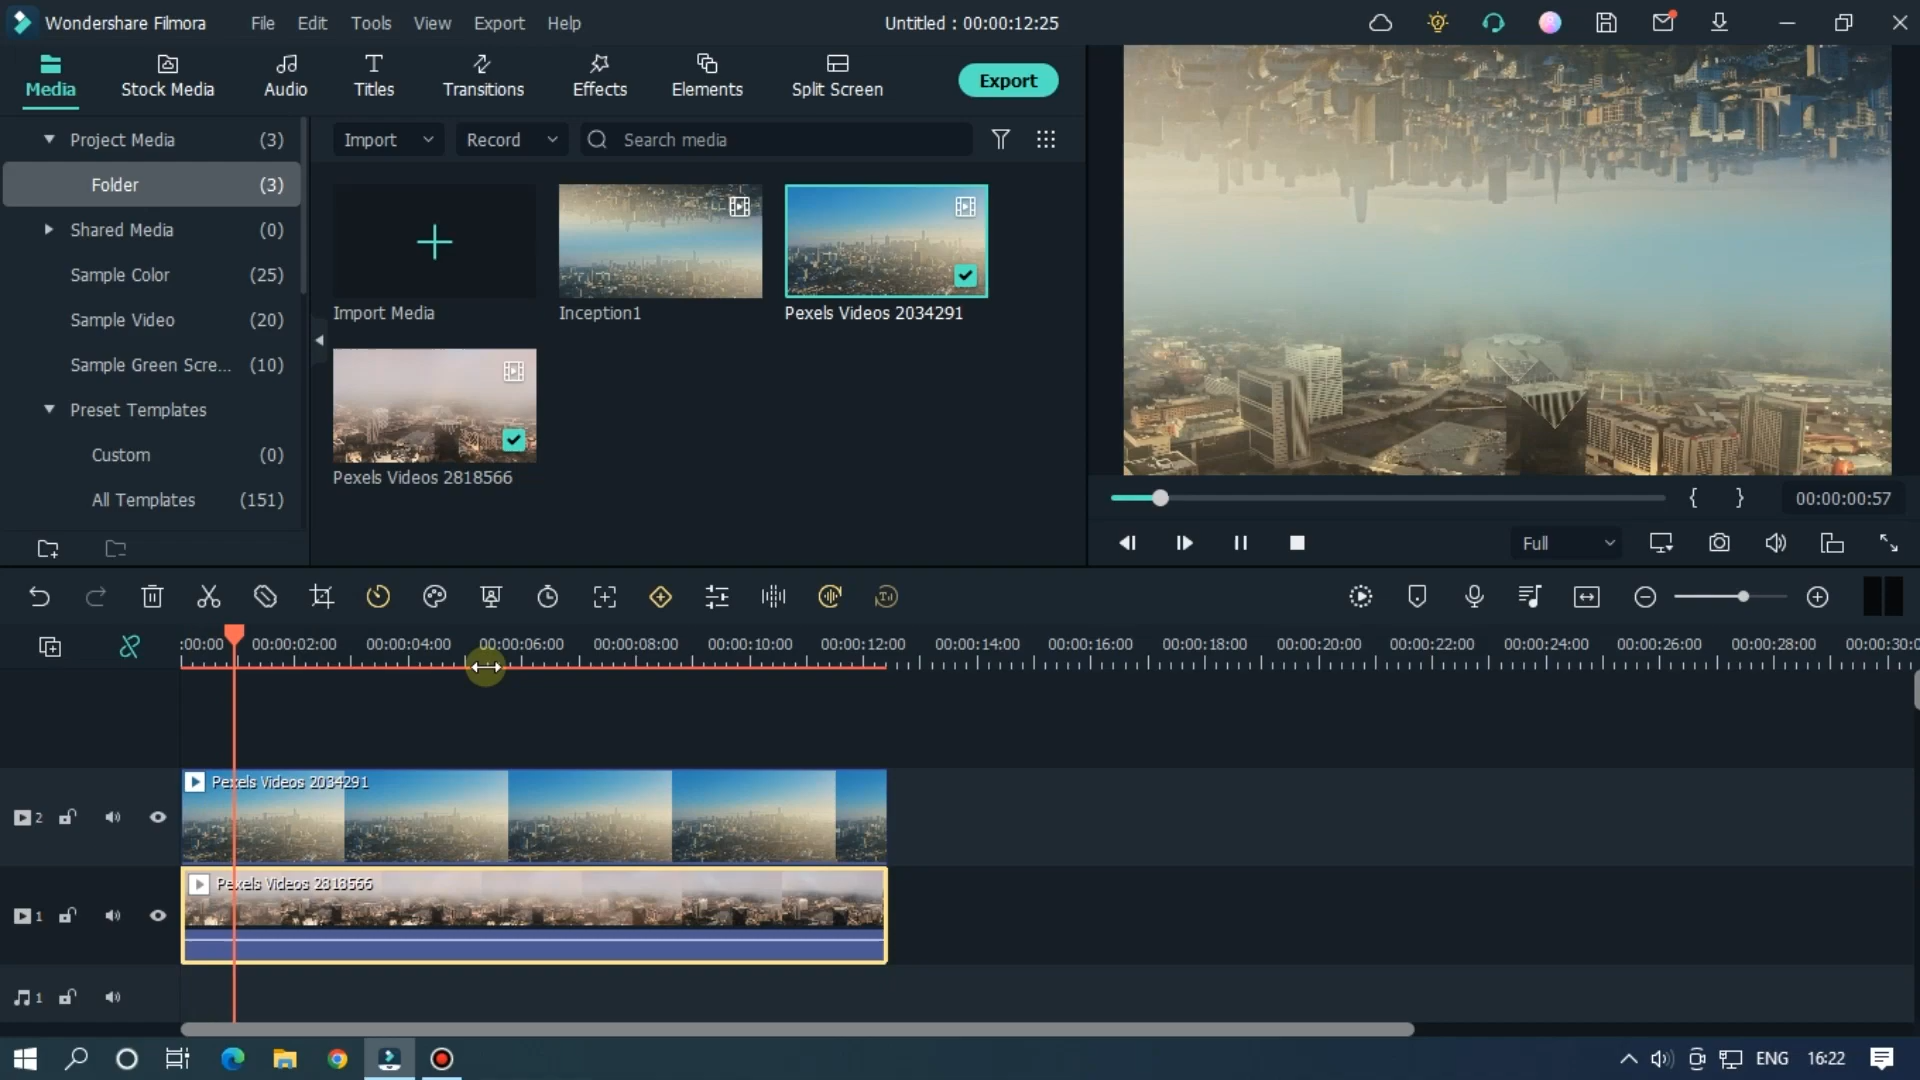 Wondershare Filmora File Edit Tools View Export Help Untitled : 00:00:12:25
Media Stock Media Audio Titles Transitions Effects Elements Split Screen Export
Project Media (3)
Folder (3)
Shared Media (0)
Sample Color (25)
Sample Video (20)
Sample Green Scre... (10)
Preset Templates
Custom (0)
All Templates (151)
Import Record Search media
Import Media Inception1 Pexels Videos 2034291
Pexels Videos 2818566
00:00:00:57
Full
:00:00 00:00:02:00 00:00:04:00 00:00:06:00 00:00:08:00 00:00:10:00 00:00:12:00 00:00:14:00 00:00:16:00 00:00:18:00 00:00:20:00 00:00:22:00 00:00:24:00 00:00:26:00 00:00:28:00 00:00:30:0
2 Pexels Videos 2034291
1 Pexels Videos 2818566
1
ENG 16:22